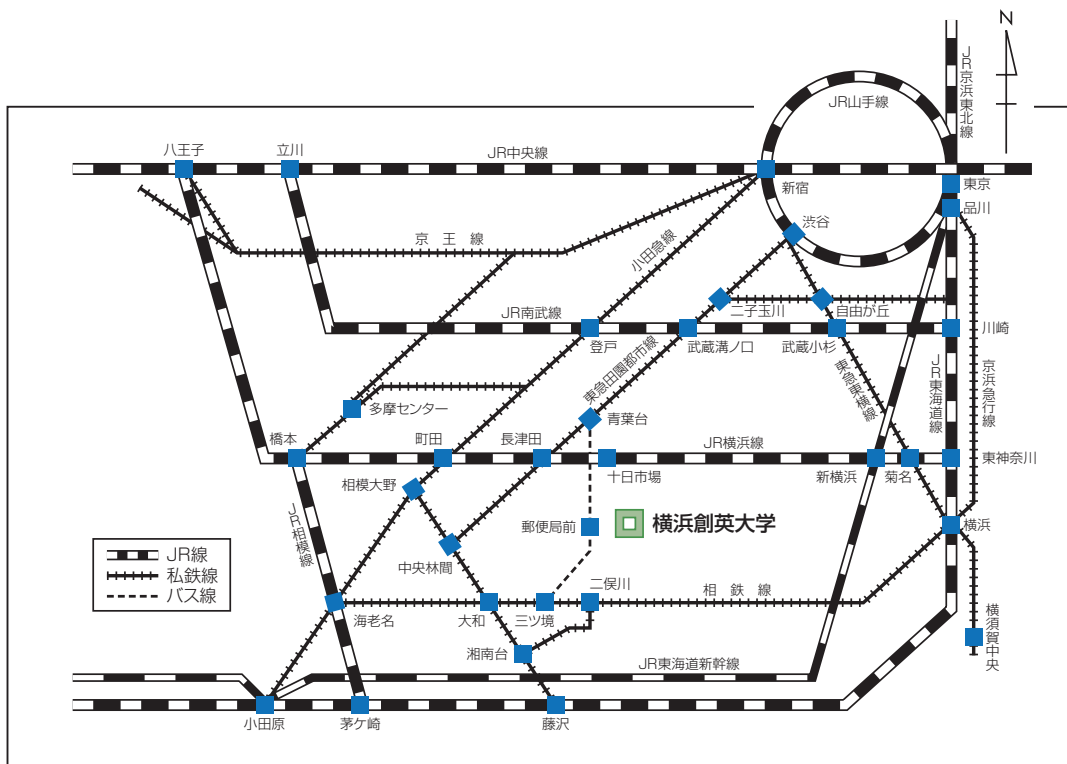 N
JR京浜東北線
JR山手線
八王子
立川
JR中央線
新宿
東京
品川
渋谷
京王線
小田急線
二子玉川
自由が丘
JR南武線
登戸
武蔵溝ノ口
武蔵小杉
川崎
東急田園都市線
東急東横線
JR東海道線
京浜急行線
多摩センター
青葉台
橋本
町田
長津田
JR横浜線
十日市場
新横浜
菊名
東神奈川
相模大野
JR相模線
郵便局前
横浜創英大学
横浜
中央林間
JR線
私鉄線
バス線
二俣川
相鉄線
海老名
大和
三ツ境
横須賀中央
湘南台
JR東海道新幹線
小田原
茅ケ崎
藤沢